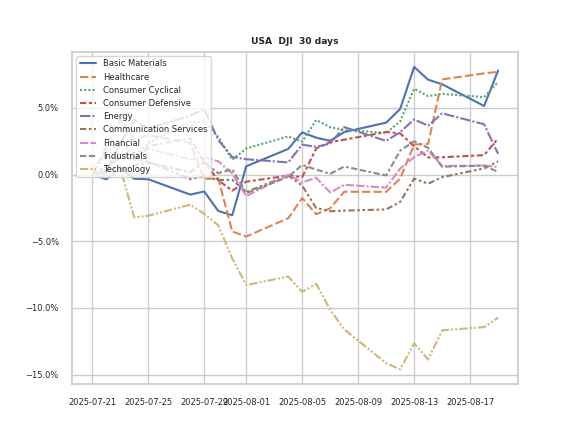 USA  DJI  30 days
Basic Materials
Healthcare
Consumer Cyclical
Consumer Defensive
Energy
Communication Services
Financial
Industrials
Technology
5.0%
0.0%
−5.0%
−10.0%
−15.0%
2025-07-21 2025-07-25 2025-07-29 2025-08-01 2025-08-05 2025-08-09 2025-08-13 2025-08-17